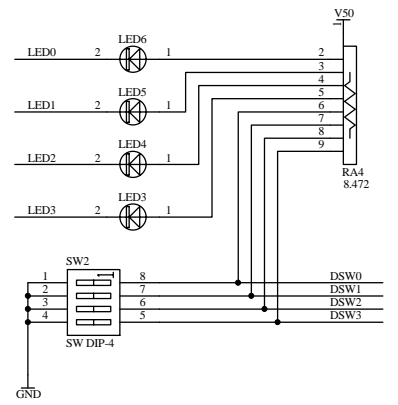 V50
1
LED6
LED0 2 1 2
3
LED5 4
LED1 2 1 5
6
7
LED4 8
LED2 2 1 9
RA4
8.472
LED3
LED3 2 1
SW2
1 8 DSW0
2 7 DSW1
3 6 DSW2
4 5 DSW3
SW DIP-4
GND